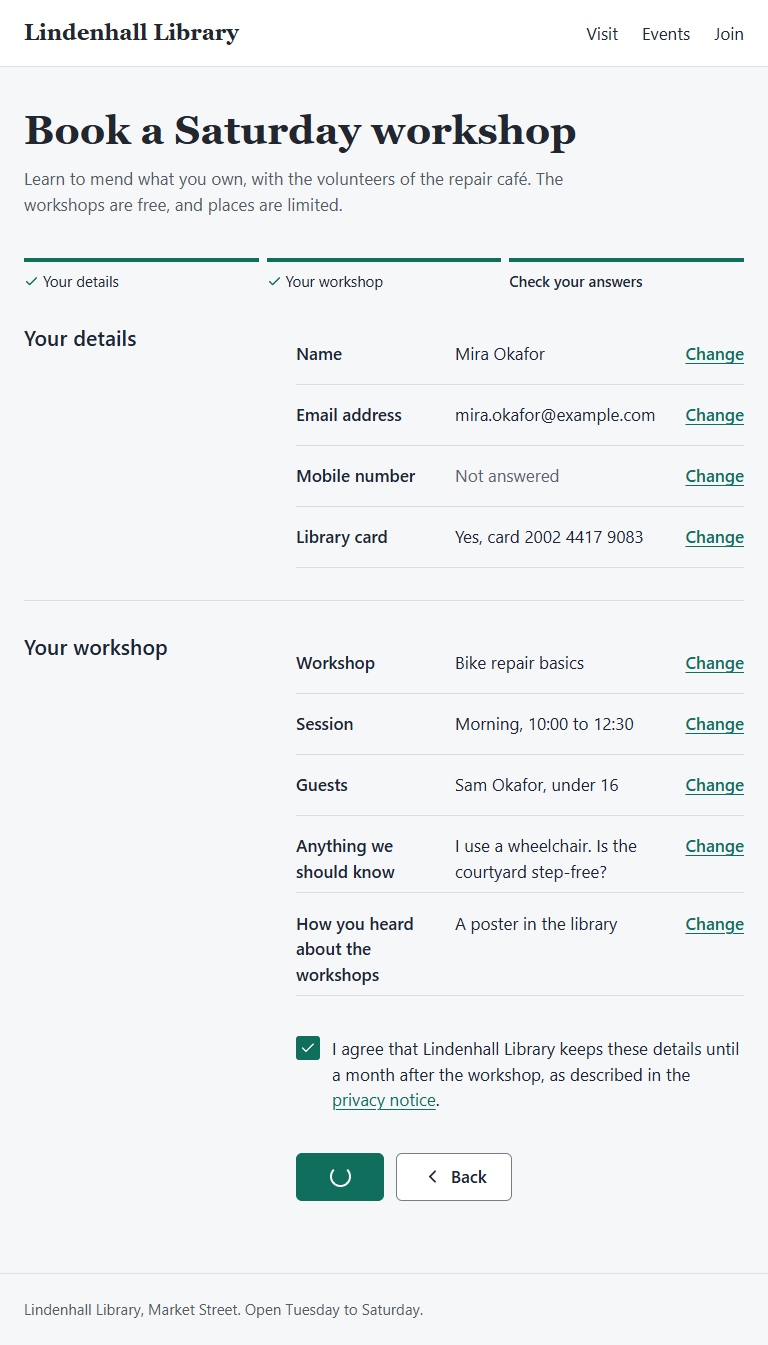 Lindenhall Library
Visit Events Join
Book a Saturday workshop
Learn to mend what you own, with the volunteers of the repair café. The
workshops are free, and places are limited.
Your details
Your workshop
Check your answers
Your details
Name Mira Okafor Change
Email address mira.okafor@example.com Change
Mobile number Not answered Change
Library card Yes, card 2002 4417 9083 Change
Your workshop
Workshop Bike repair basics Change
Session Morning, 10:00 to 12:30 Change
Guests Sam Okafor, under 16 Change
Anything we
should know
I use a wheelchair. Is the
courtyard step-free?
Change
How you heard
about the
workshops
A poster in the library
Change
I agree that Lindenhall Library keeps these details until
a month after the workshop, as described in the
privacy notice.
Back
Lindenhall Library, Market Street. Open Tuesday to Saturday.